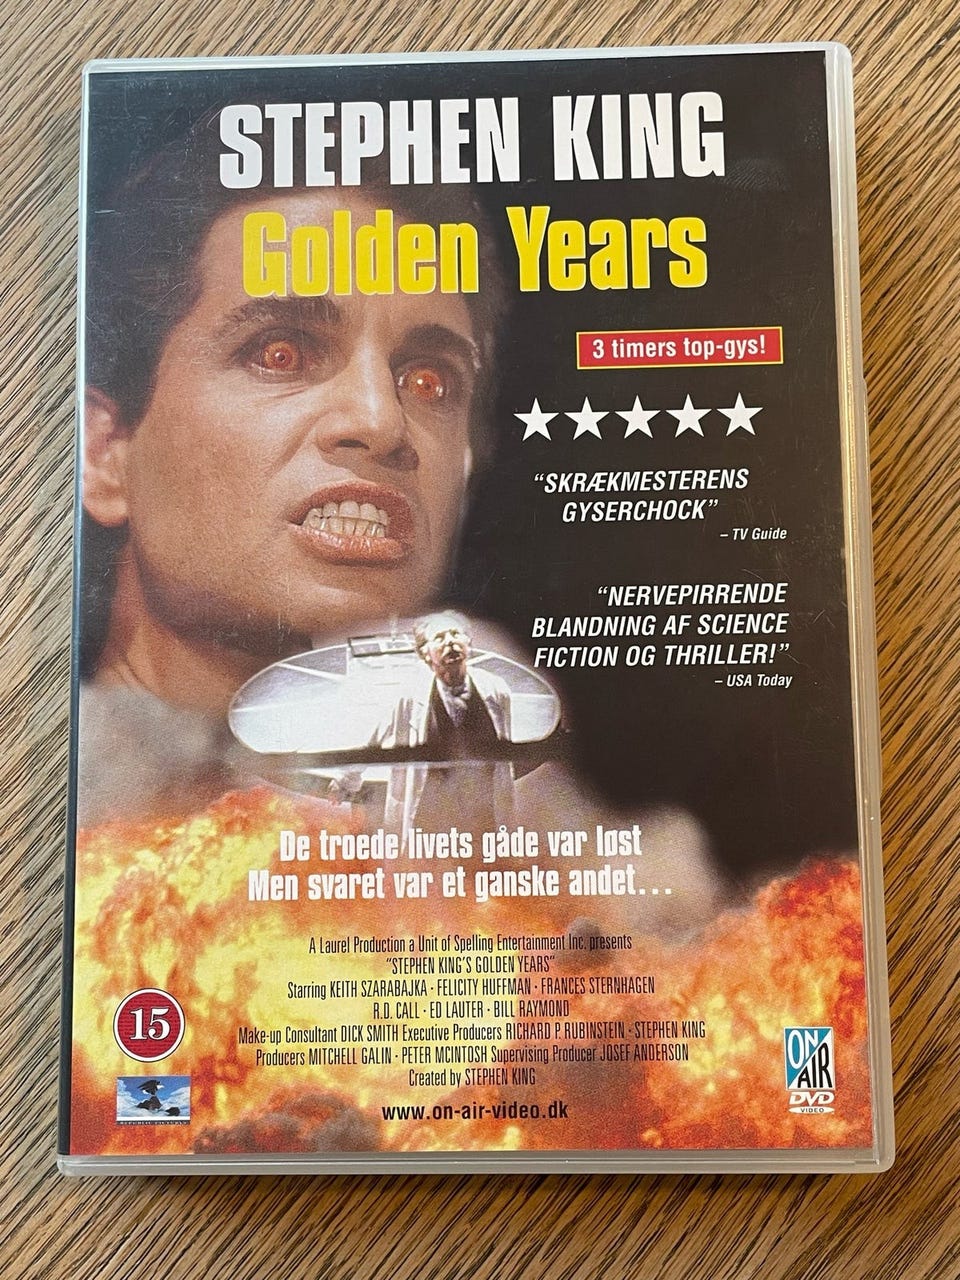 STEPHEN KING
Golden Years
3 timers top-gys!
“SKRÆKMESTERENS
GYSERCHOCK”
– TV Guide
“NERVEPIRRENDE
BLANDNING AF SCIENCE
FICTION OG THRILLER!”
– USA Today
De troede livets gåde var løst
Men svaret var et ganske andet...
A Laurel Production a Unit of Spelling Entertainment Inc. presents
“STEPHEN KING'S GOLDEN YEARS”
Starring KEITH SZARABAJKA · FELICITY HUFFMAN · FRANCES STERNHAGEN
R.D. CALL · ED LAUTER · BILL RAYMOND
Make-up Consultant DICK SMITH Executive Producers RICHARD P. RUBINSTEIN · STEPHEN KING
Producers MITCHELL GALIN · PETER MCINTOSH Supervising Producer JOSEF ANDERSON
Created by STEPHEN KING
www.on-air-video.dk
15
REPUBLIC PICTURES
ON
AIR
DVD
VIDEO